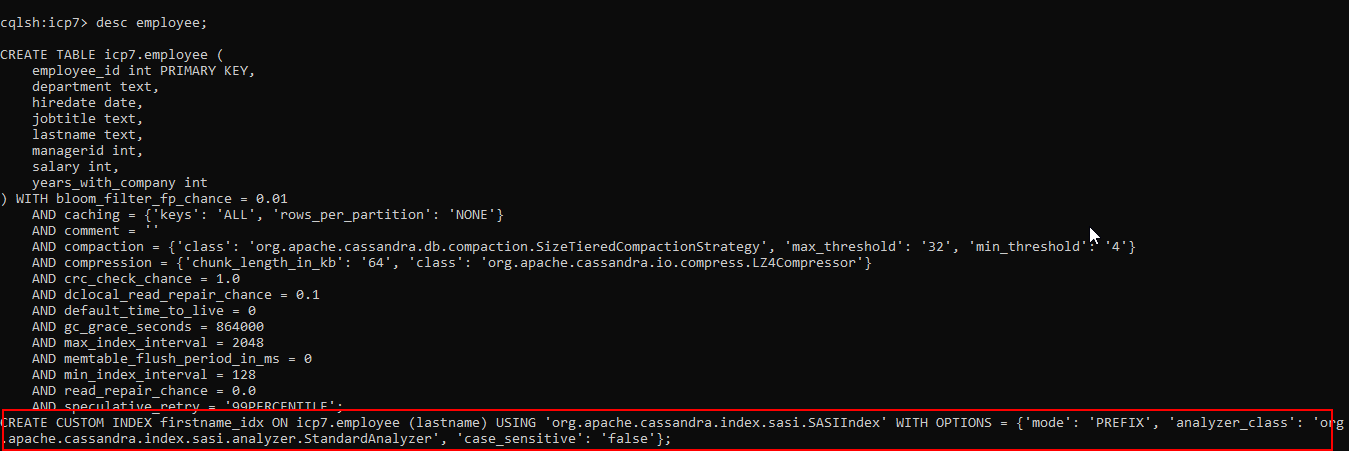 cqlsh:icp7> desc employee;
CREATE TABLE icp7.employee (
    employee_id int PRIMARY KEY,
    department text,
    hiredate date,
    jobtitle text,
    lastname text,
    managerid int,
    salary int,
    years_with_company int
) WITH bloom_filter_fp_chance = 0.01
    AND caching = {'keys': 'ALL', 'rows_per_partition': 'NONE'}
    AND comment = ''
    AND compaction = {'class': 'org.apache.cassandra.db.compaction.SizeTieredCompactionStrategy', 'max_threshold': '32', 'min_threshold': '4'}
    AND compression = {'chunk_length_in_kb': '64', 'class': 'org.apache.cassandra.io.compress.LZ4Compressor'}
    AND crc_check_chance = 1.0
    AND dclocal_read_repair_chance = 0.1
    AND default_time_to_live = 0
    AND gc_grace_seconds = 864000
    AND max_index_interval = 2048
    AND memtable_flush_period_in_ms = 0
    AND min_index_interval = 128
    AND read_repair_chance = 0.0
    AND speculative_retry = '99PERCENTILE';
CREATE CUSTOM INDEX firstname_idx ON icp7.employee (lastname) USING 'org.apache.cassandra.index.sasi.SASIIndex' WITH OPTIONS = {'mode': 'PREFIX', 'analyzer_class': 'org
.apache.cassandra.index.sasi.analyzer.StandardAnalyzer', 'case_sensitive': 'false'};